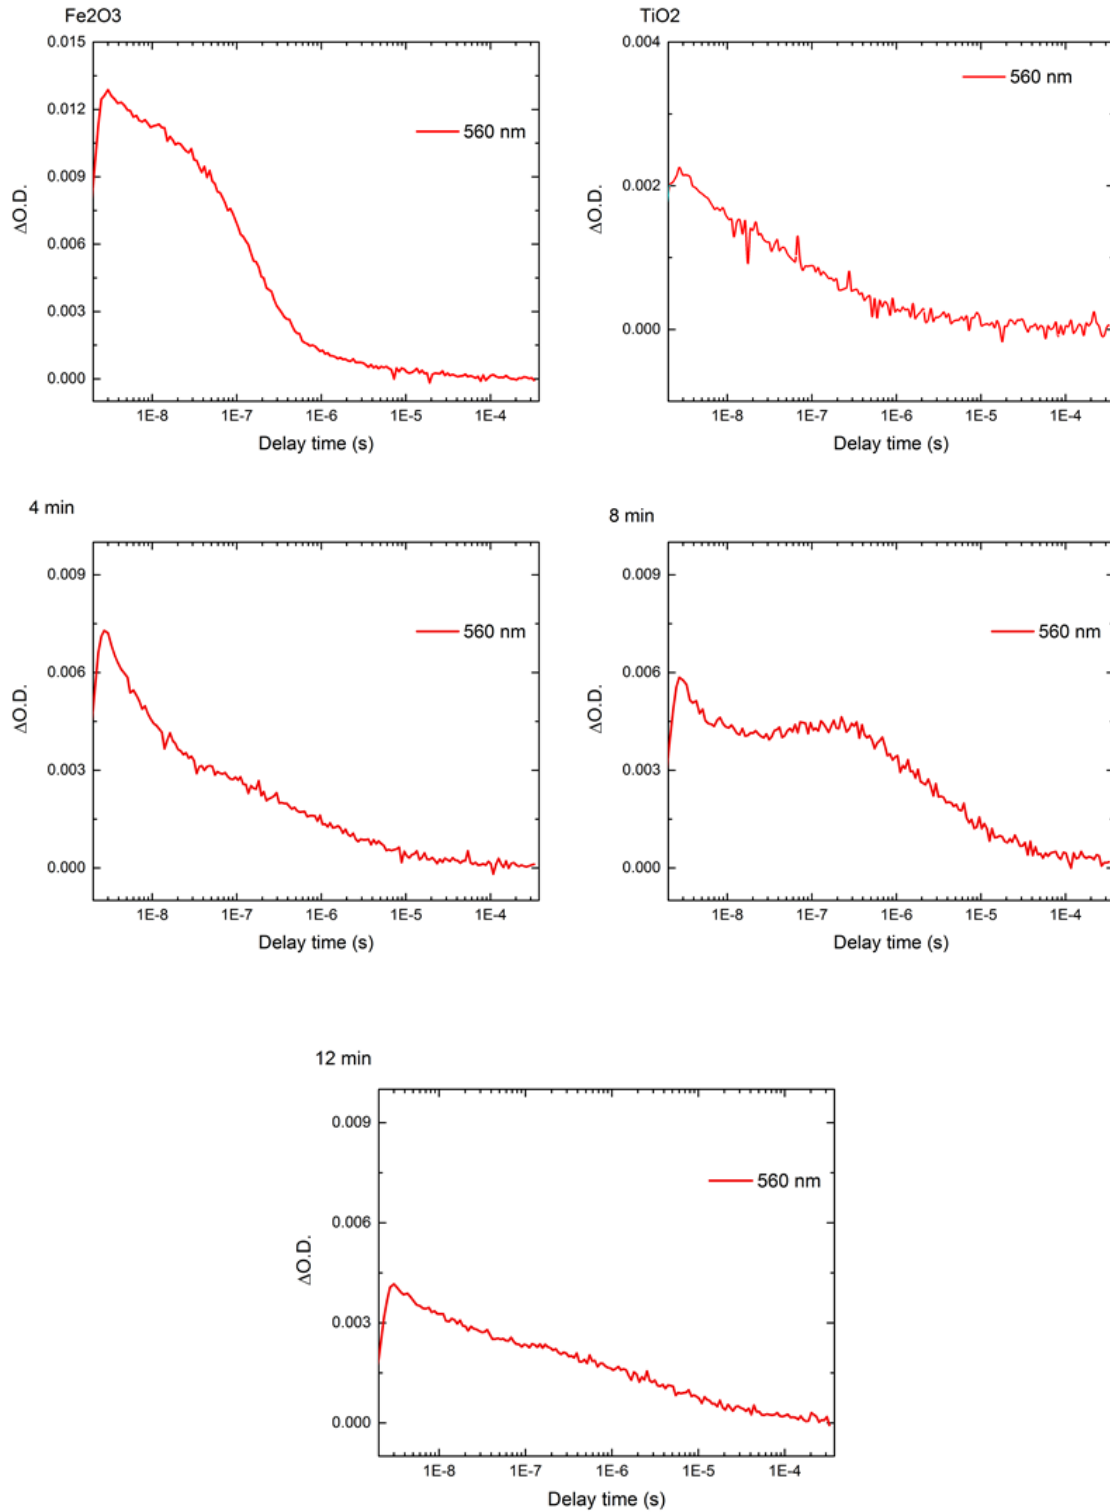 Fe2O3
0.015
0.012
0.009
0.006
0.003
0.000
ΔO.D.
560 nm
1E-8 1E-7 1E-6 1E-5 1E-4
Delay time (s)
TiO2
0.004
0.002
0.000
ΔO.D.
560 nm
1E-8 1E-7 1E-6 1E-5 1E-4
Delay time (s)
4 min
0.009
0.006
0.003
0.000
ΔO.D.
560 nm
1E-8 1E-7 1E-6 1E-5 1E-4
Delay time (s)
8 min
0.009
0.006
0.003
0.000
ΔO.D.
560 nm
1E-8 1E-7 1E-6 1E-5 1E-4
Delay time (s)
12 min
0.009
0.006
0.003
0.000
ΔO.D.
560 nm
1E-8 1E-7 1E-6 1E-5 1E-4
Delay time (s)